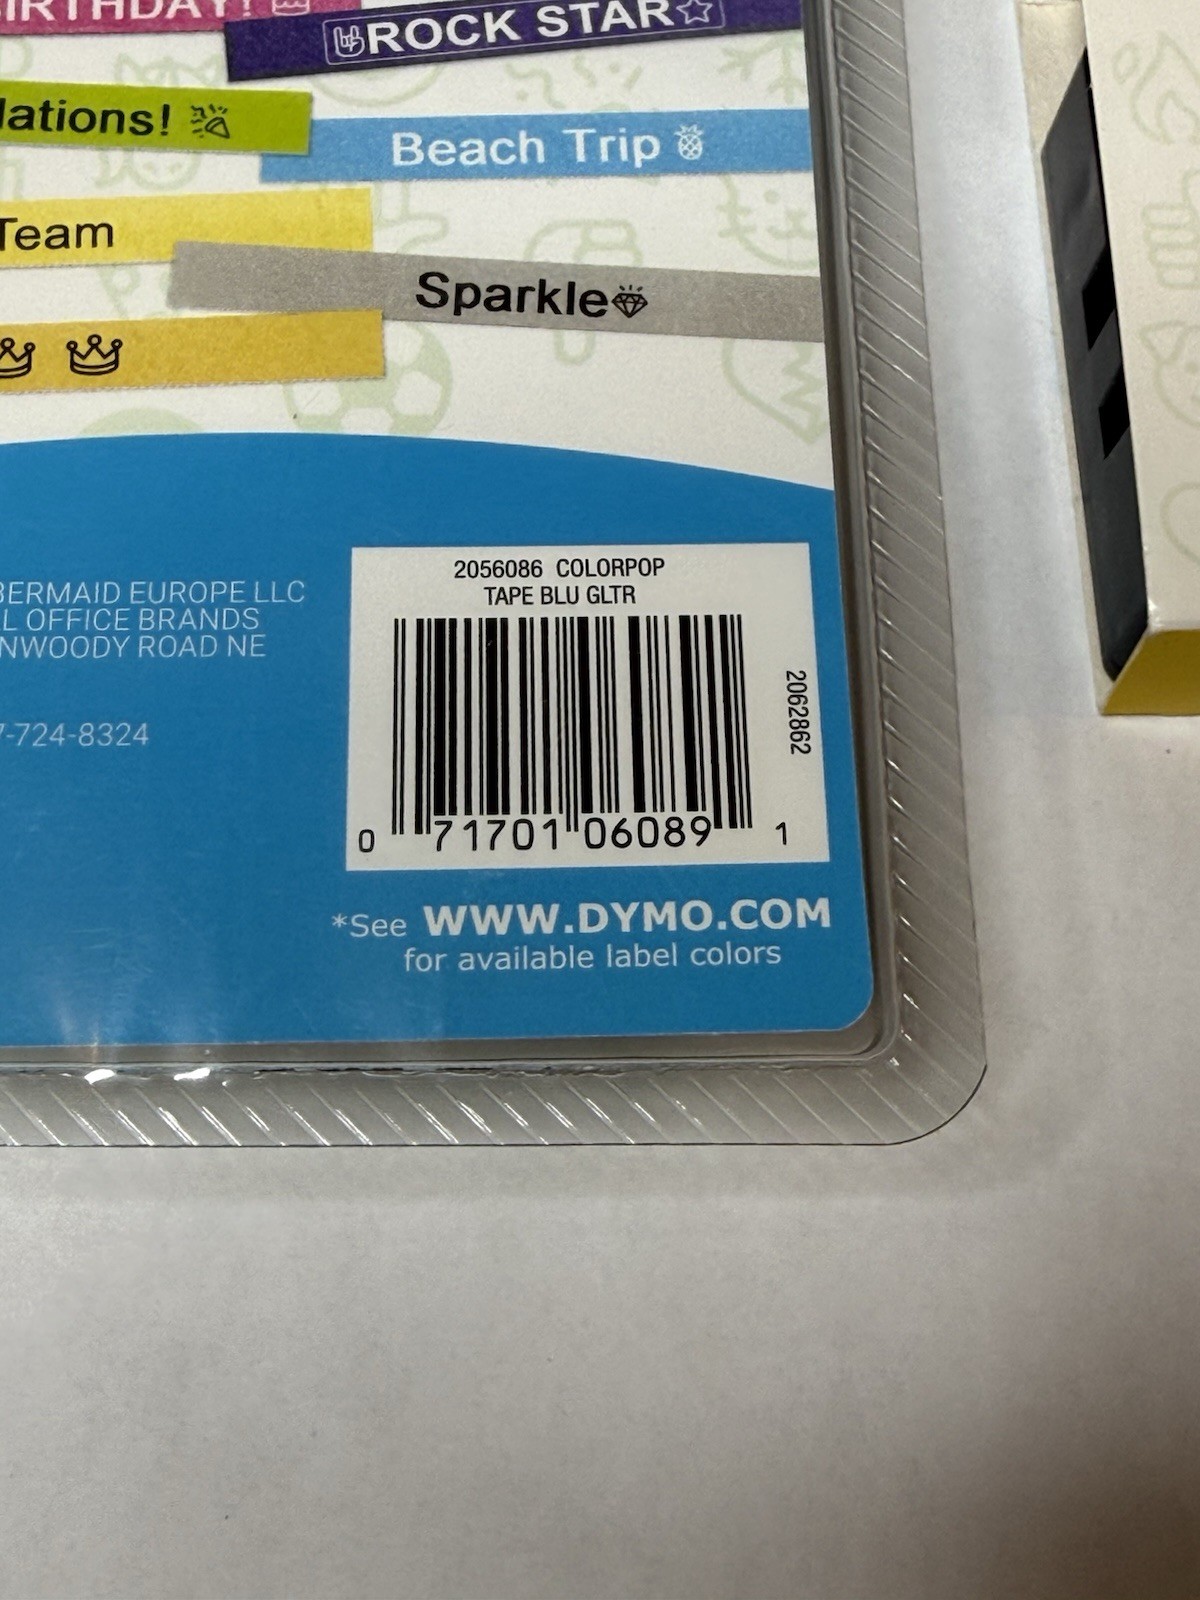 BIRTHDAY!
ROCK STAR
lations!
Beach Trip
Team
Sparkle
2056086 COLORPOP
TAPE BLU GLTR
BERMAID EUROPE LLC
L OFFICE BRANDS
NWOODY ROAD NE
7-724-8324
2062862
0 71701 06089 1
*See WWW.DYMO.COM
for available label colors